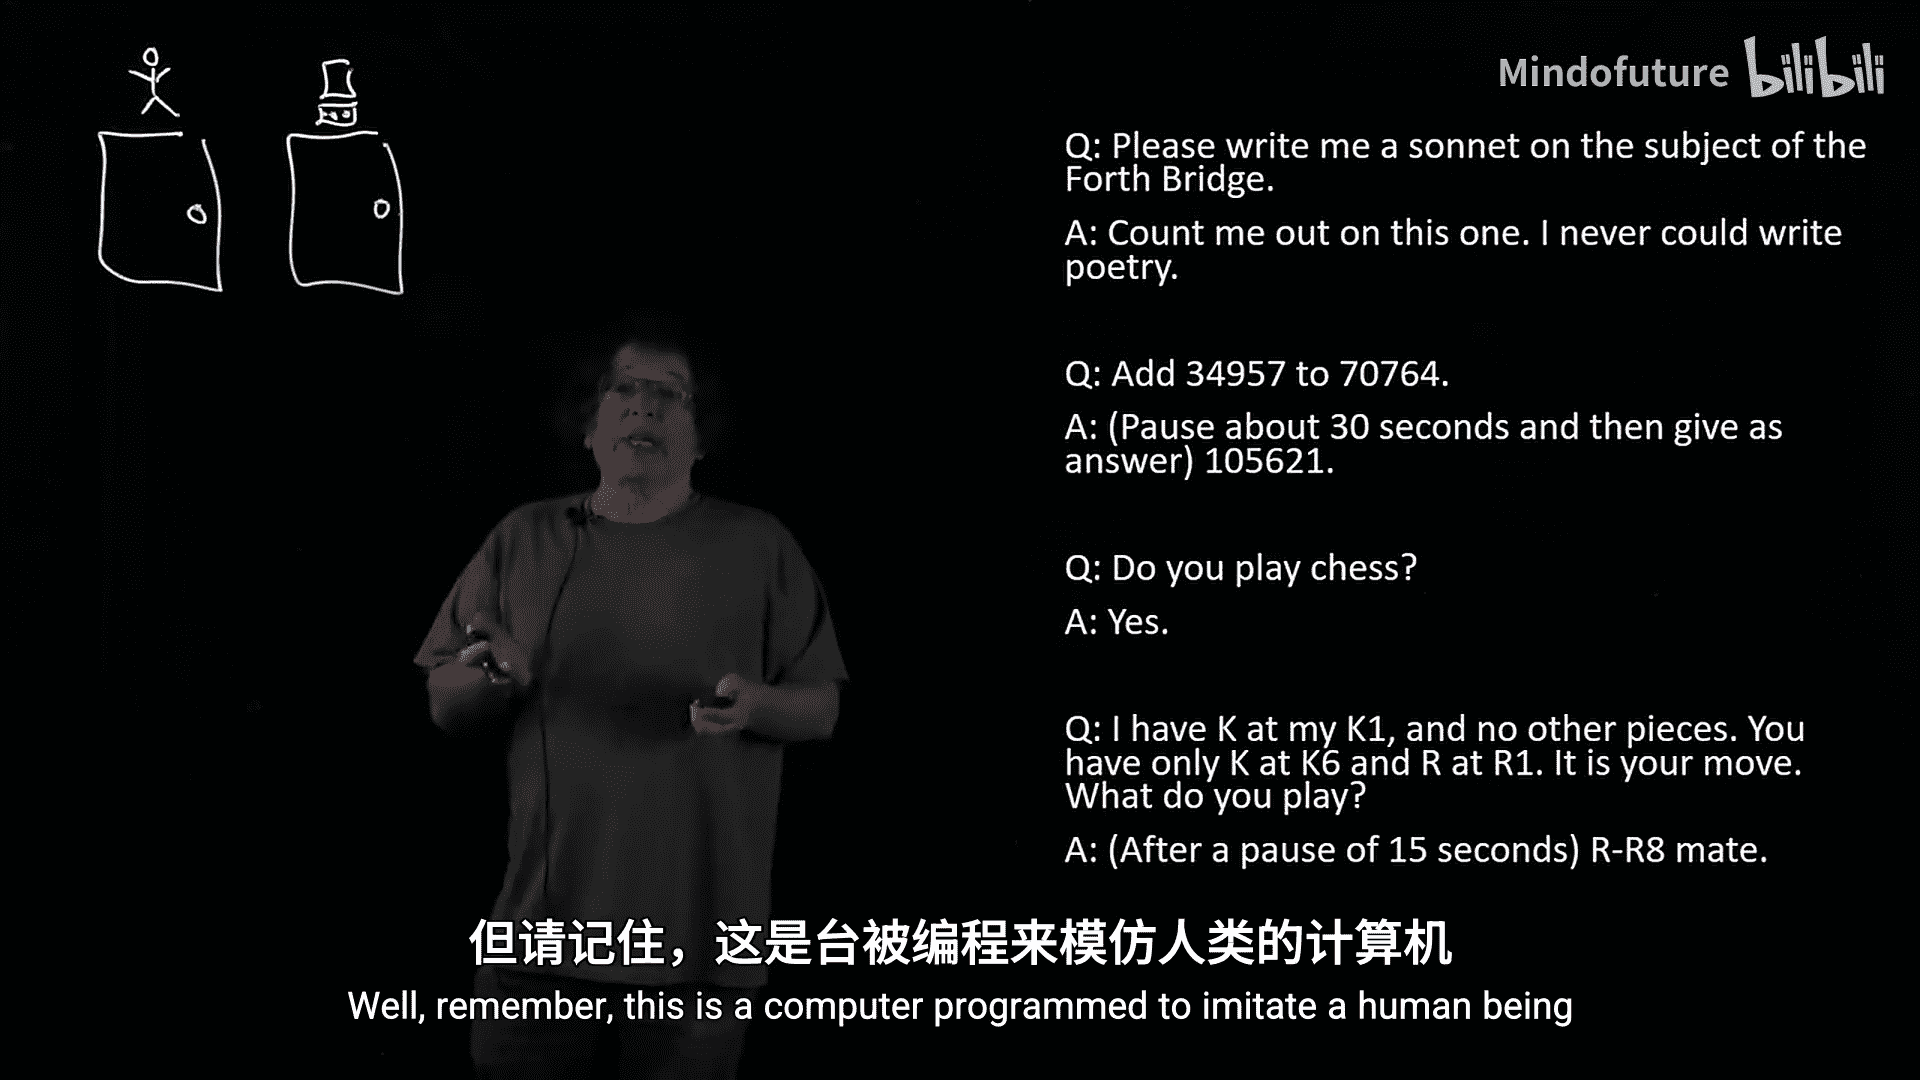 Mindofuture bilibili
Q: Please write me a sonnet on the subject of the
Forth Bridge.
A: Count me out on this one. I never could write
poetry.
Q: Add 34957 to 70764.
A: (Pause about 30 seconds and then give as
answer) 105621.
Q: Do you play chess?
A: Yes.
Q: I have K at my K1, and no other pieces. You
have only K at K6 and R at R1. It is your move.
What do you play?
A: (After a pause of 15 seconds) R-R8 mate.
但请记住，这是台被编程来模仿人类的计算机
Well, remember, this is a computer programmed to imitate a human being